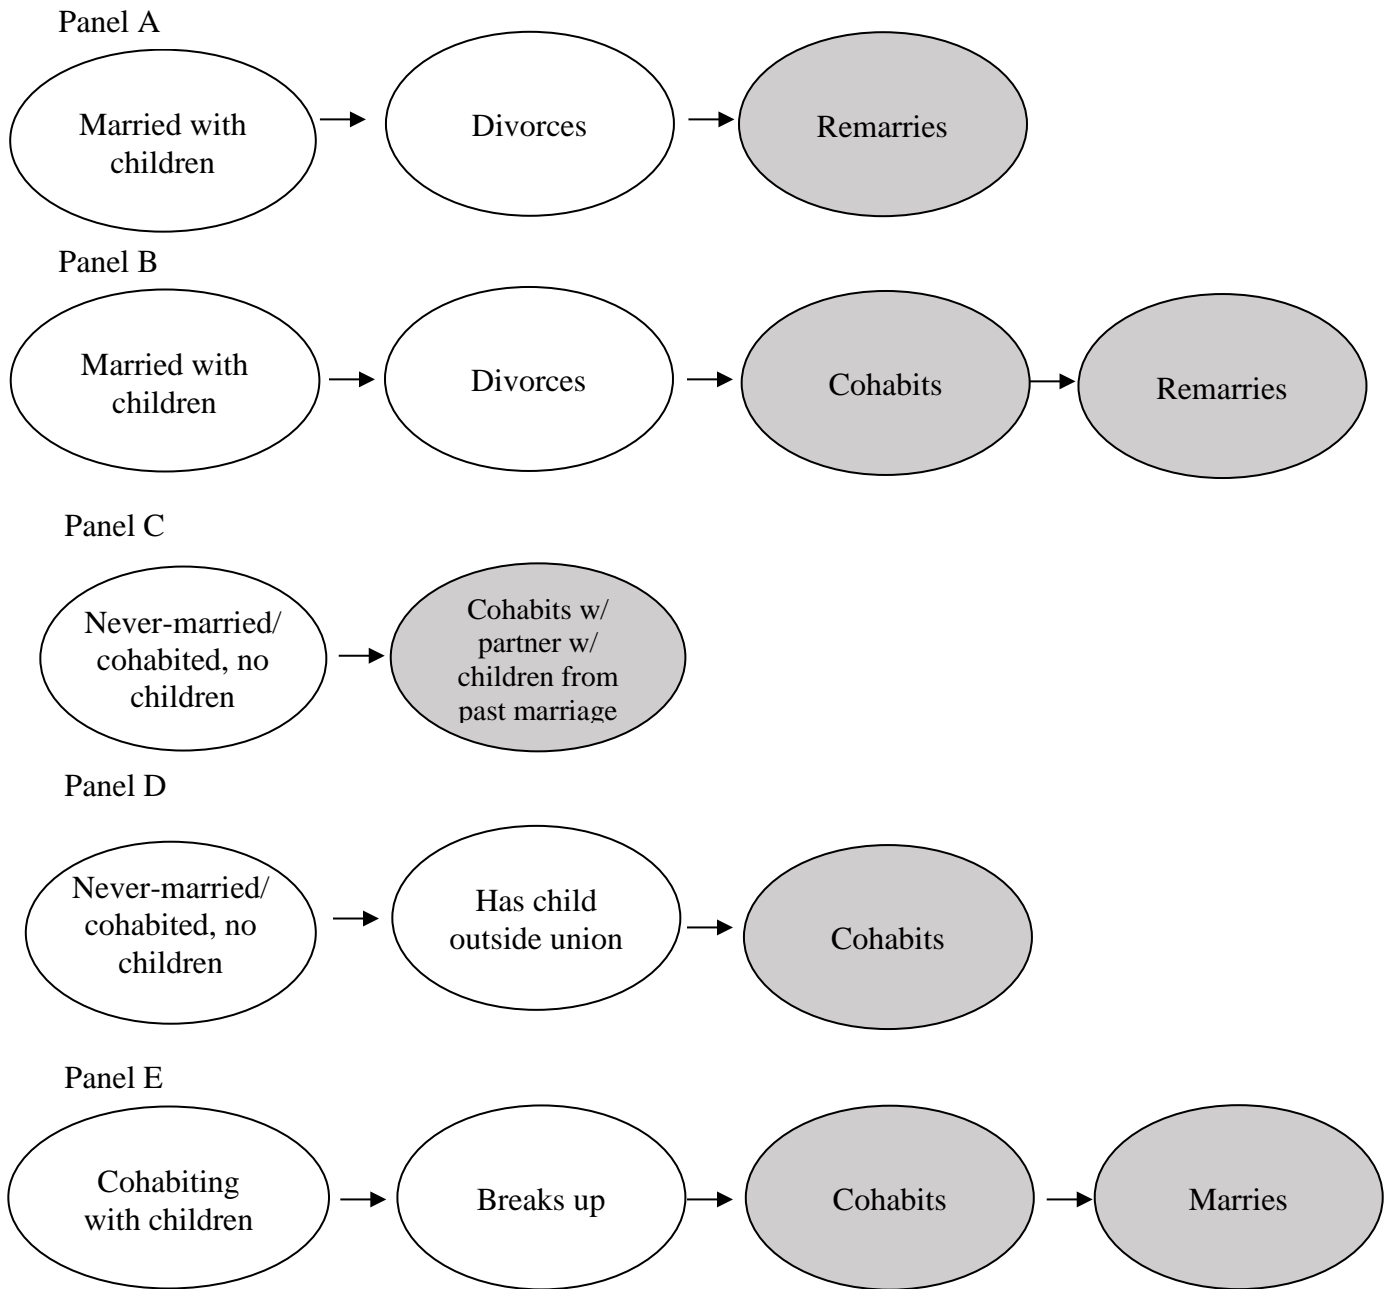 Panel A
Married with
children
Divorces
Remarries
Panel B
Married with
children
Divorces
Cohabits
Remarries
Panel C
Never-married/
cohabited, no
children
Cohabits w/
partner w/
children from
past marriage
Panel D
Never-married/
cohabited, no
children
Has child
outside union
Cohabits
Panel E
Cohabiting
with children
Breaks up
Cohabits
Marries